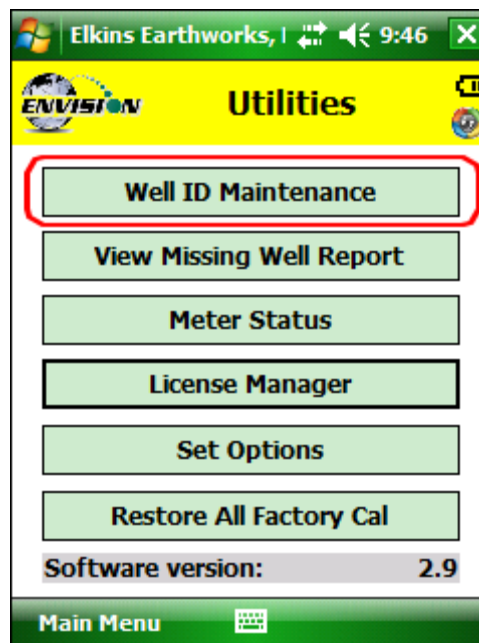 Elkins Earthworks, 9:46
ENVISION Utilities
Well ID Maintenance
View Missing Well Report
Meter Status
License Manager
Set Options
Restore All Factory Cal
Software version: 2.9
Main Menu